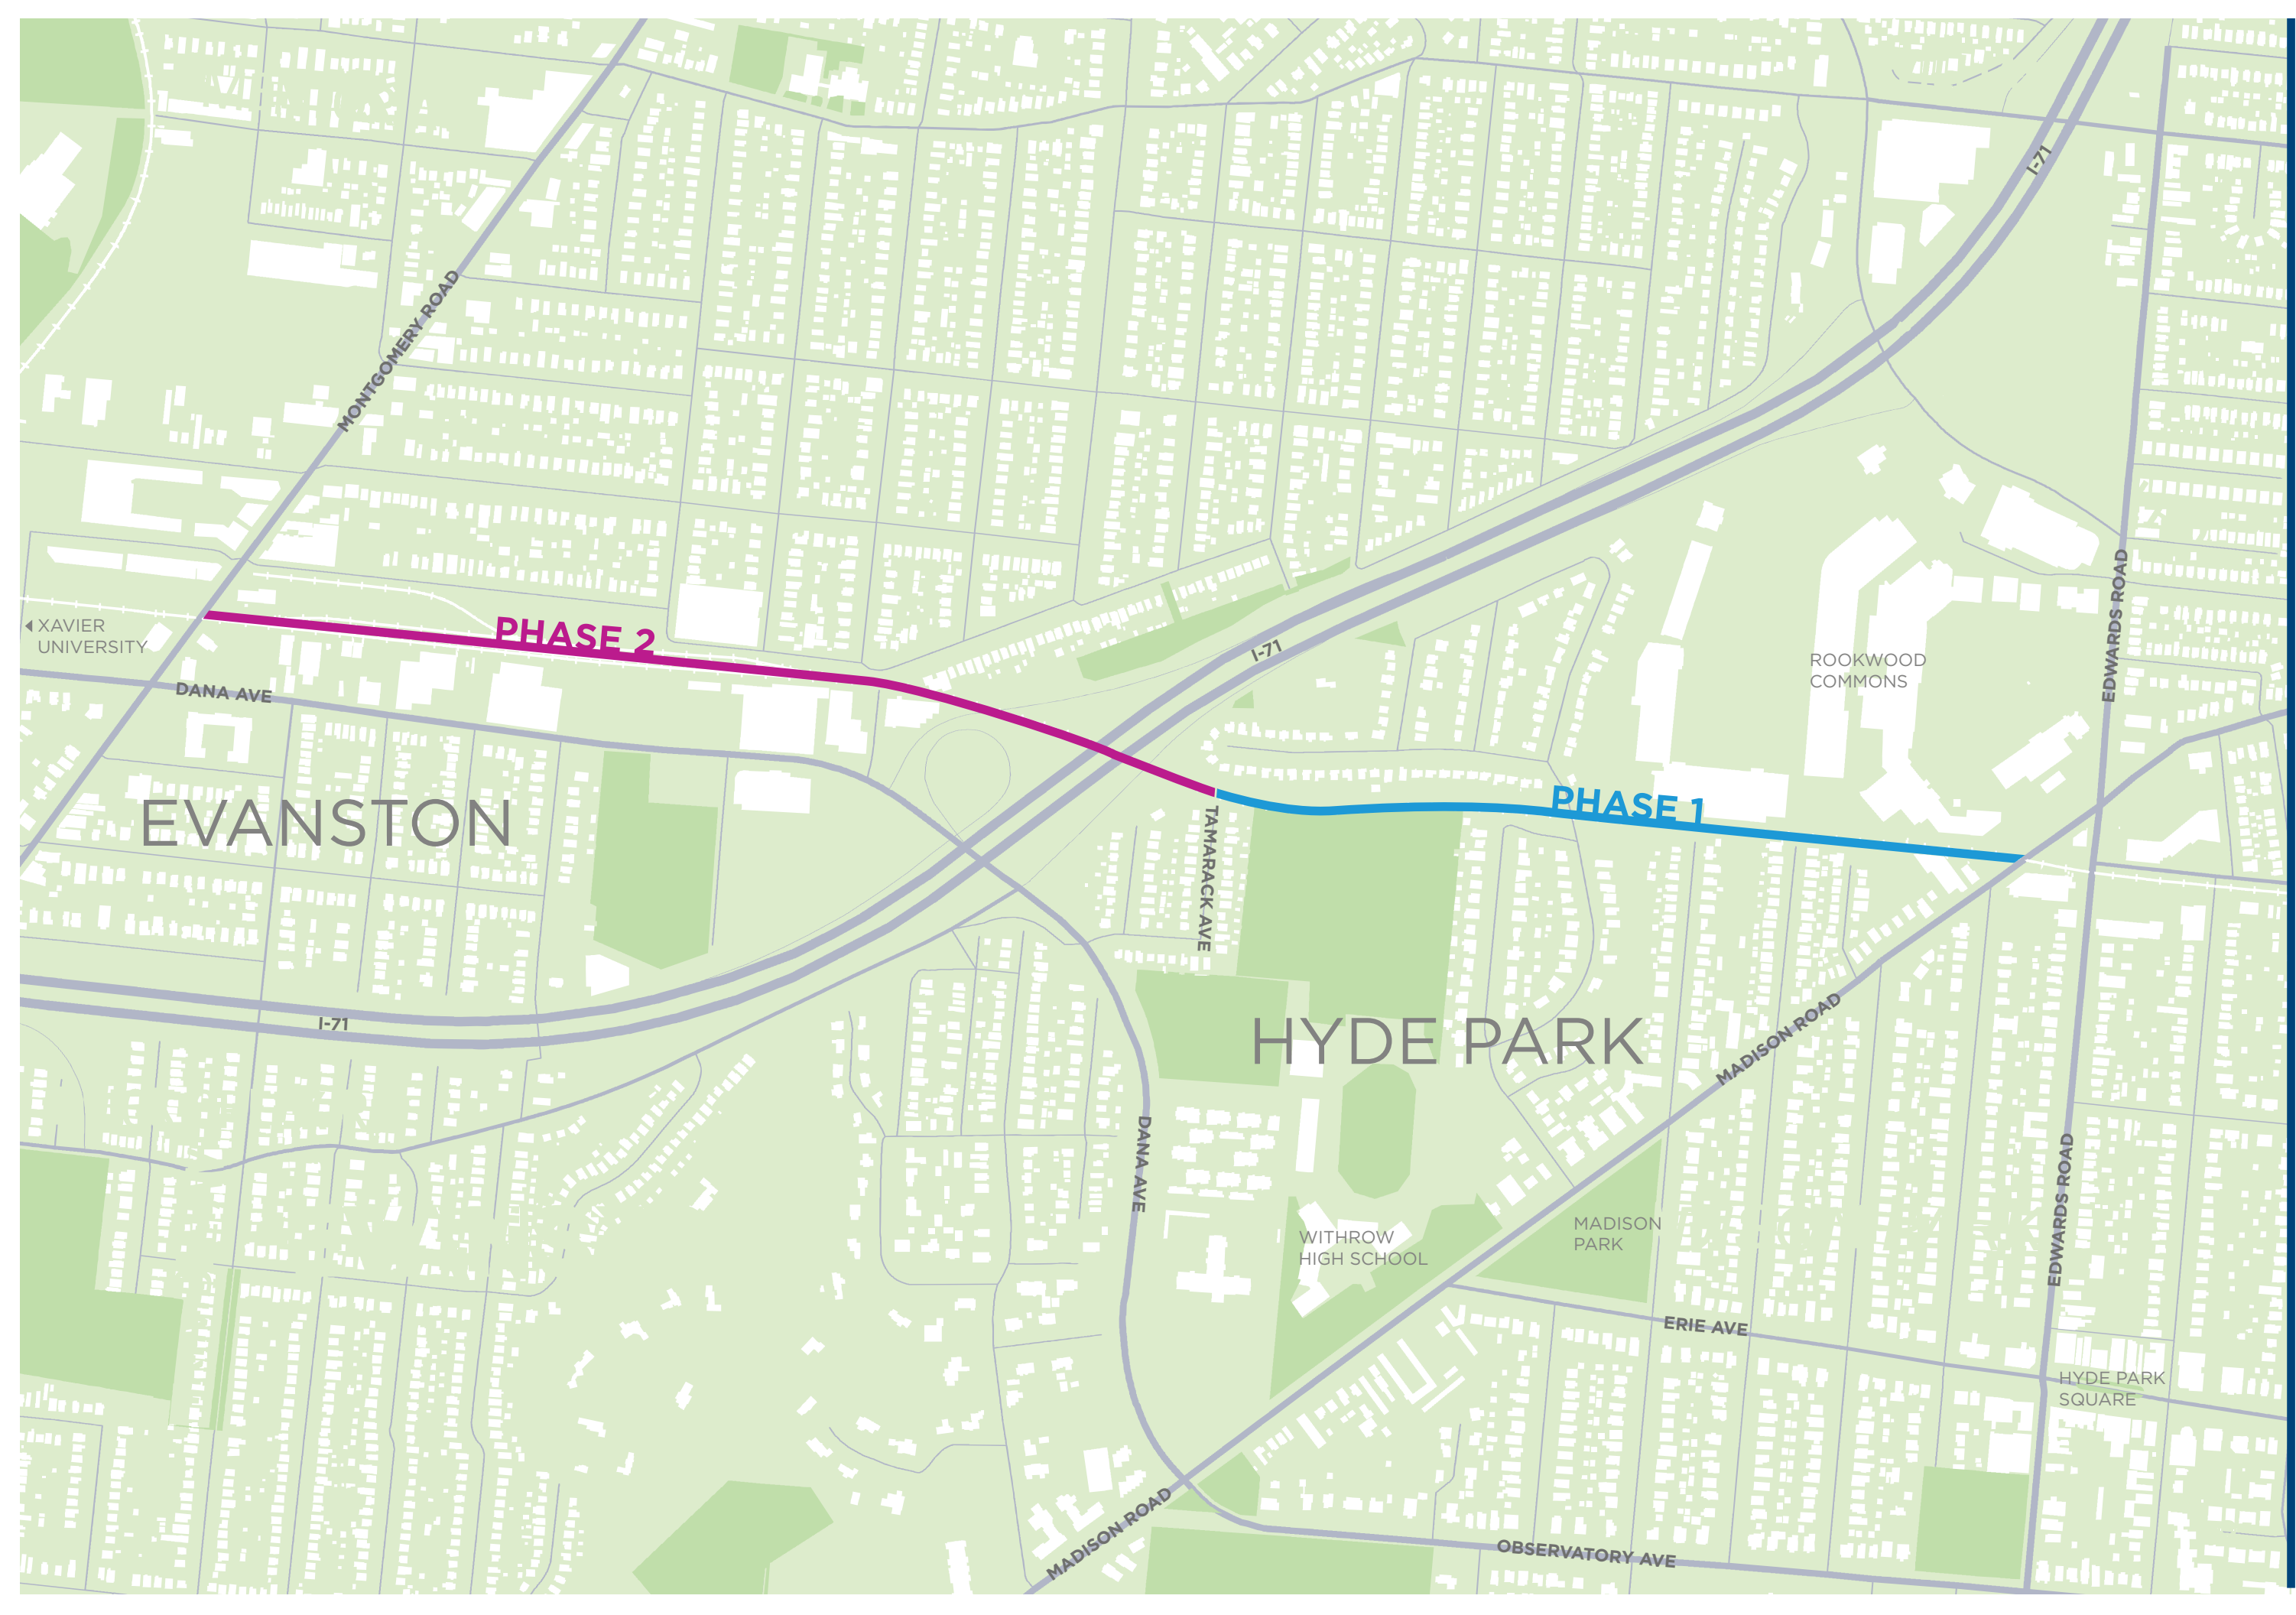 I-71
MONTGOMERY ROAD
XAVIER
UNIVERSITY
PHASE 2
I-71
ROOKWOOD
COMMONS
EDWARDS ROAD
DANA AVE
EVANSTON
PHASE 1
TAMARACK AVE
I-71
HYDE PARK
MADISON ROAD
DANA AVE
WITHROW
HIGH SCHOOL
MADISON
PARK
EDWARDS ROAD
ERIE AVE
HYDE PARK
SQUARE
MADISON ROAD
OBSERVATORY AVE